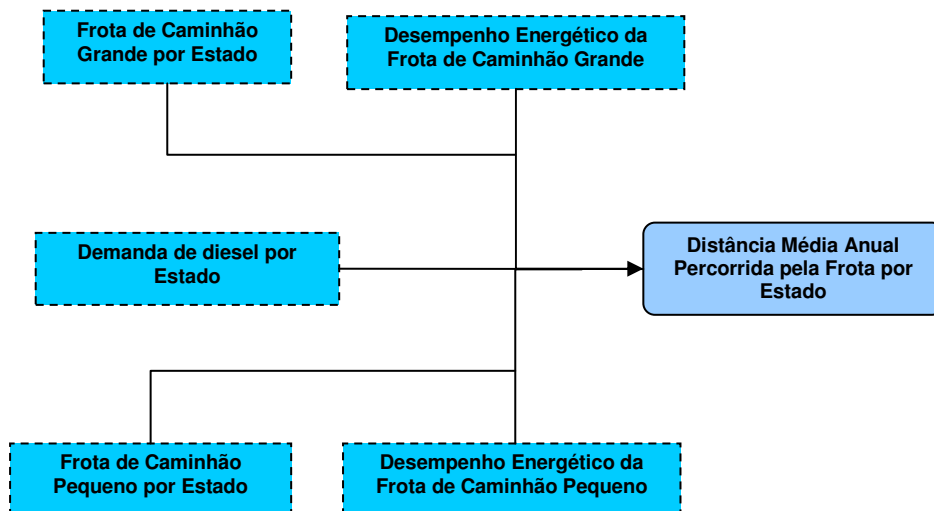 Frota de Caminhão
Grande por Estado
Desempenho Energético da
Frota de Caminhão Grande
Demanda de diesel por
Estado
Distância Média Anual
Percorrida pela Frota por
Estado
Frota de Caminhão
Pequeno por Estado
Desempenho Energético da
Frota de Caminhão Pequeno